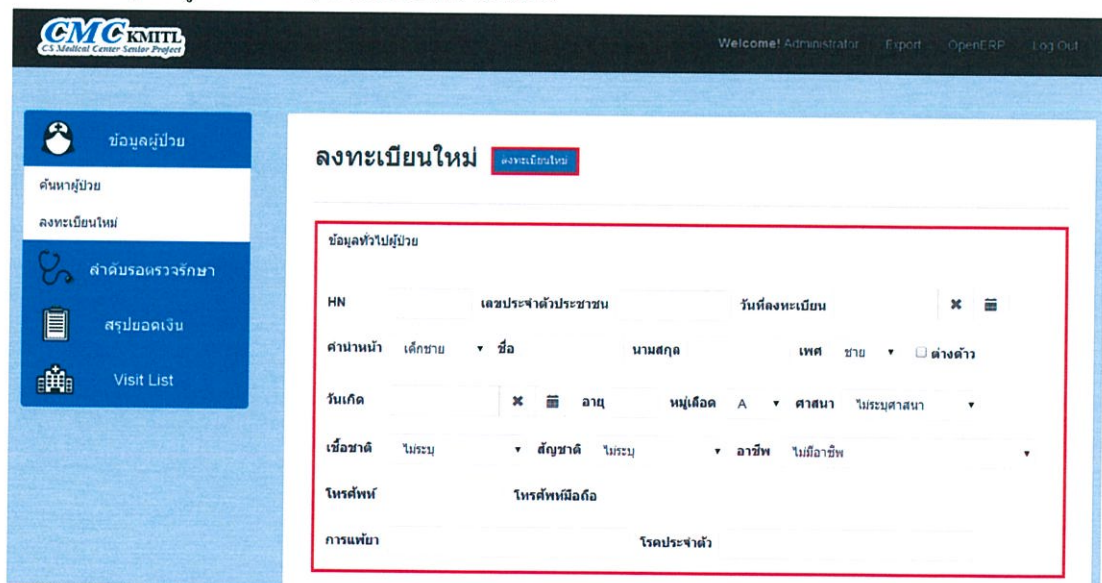 CMC KMITL
CS Medical Center Senior Project
Welcome! Administrator Export OpenERP Log Out
ข้อมูลผู้ป่วย
ค้นหาผู้ป่วย
ลงทะเบียนใหม่
ลำดับรอตรวจรักษา
สรุปยอดเงิน
Visit List
ลงทะเบียนใหม่ ลงทะเบียนใหม่
ข้อมูลทั่วไปผู้ป่วย
HN เลขประจำตัวประชาชน วันที่ลงทะเบียน
คำนำหน้า เด็กชาย ชื่อ นามสกุล เพศ ชาย ต่างด้าว
วันเกิด อายุ หมู่เลือด A ศาสนา ไม่ระบุศาสนา
เชื้อชาติ ไม่ระบุ สัญชาติ ไม่ระบุ อาชีพ ไม่มีอาชีพ
โทรศัพท์ โทรศัพท์มือถือ
การแพ้ยา โรคประจำตัว